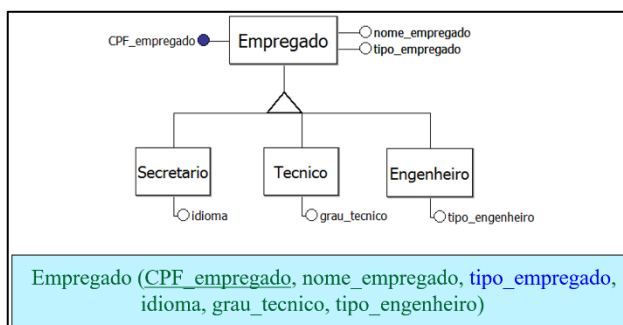 CPF_empregado
Empregado
nome_empregado
tipo_empregado
Secretario
Tecnico
Engenheiro
idioma
grau_tecnico
tipo_engenheiro
Empregado (CPF_empregado, nome_empregado, tipo_empregado,
idioma, grau_tecnico, tipo_engenheiro)